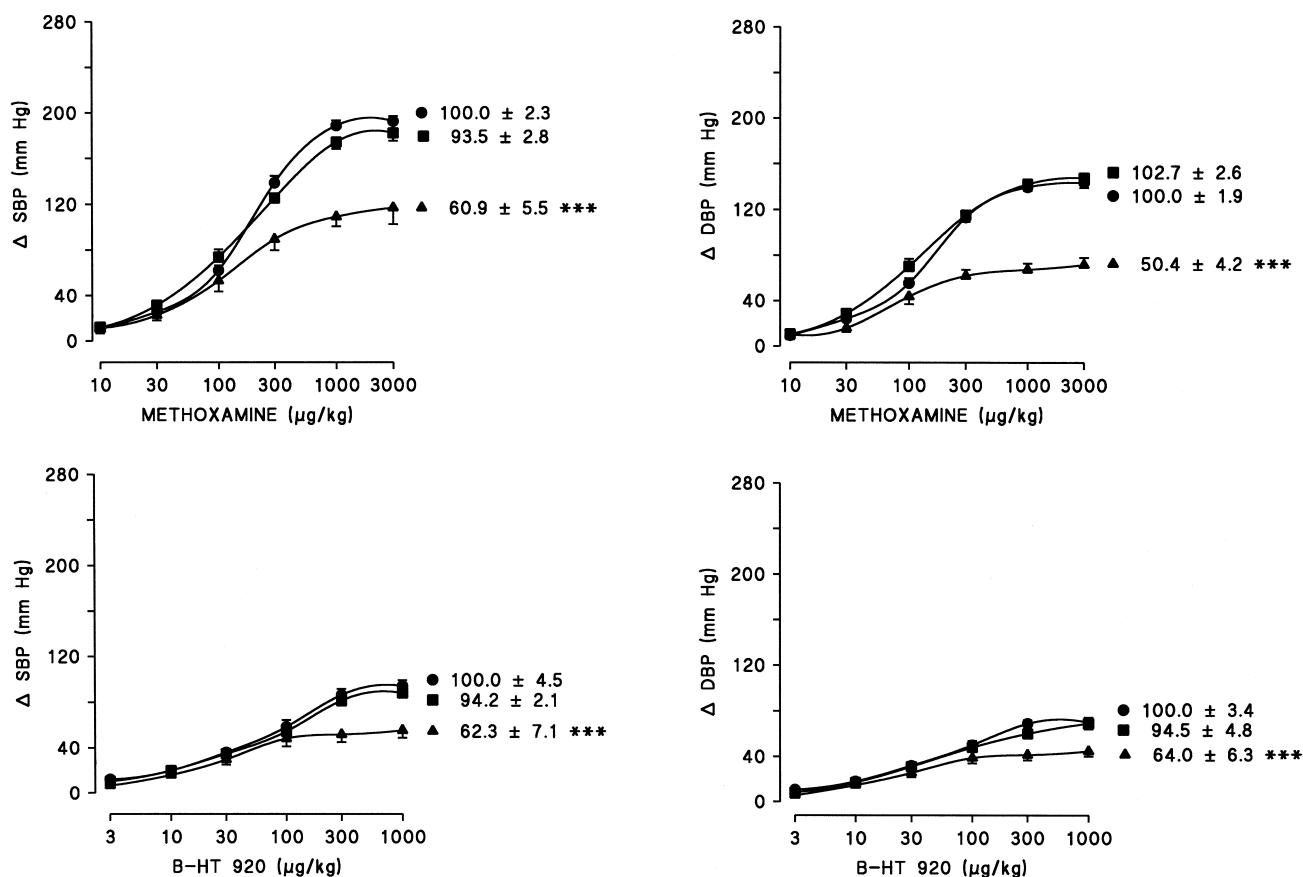 280
200
120
40
0
Δ SBP (mm Hg)
10 30 100 300 1000 3000
METHOXAMINE (µg/kg)
● 100.0 ± 2.3
■ 93.5 ± 2.8
▲ 60.9 ± 5.5 ***
280
200
120
40
0
Δ DBP (mm Hg)
10 30 100 300 1000 3000
METHOXAMINE (µg/kg)
■ 102.7 ± 2.6
● 100.0 ± 1.9
▲ 50.4 ± 4.2 ***
280
200
120
40
0
Δ SBP (mm Hg)
3 10 30 100 300 1000
B-HT 920 (µg/kg)
● 100.0 ± 4.5
■ 94.2 ± 2.1
▲ 62.3 ± 7.1 ***
280
200
120
40
0
Δ DBP (mm Hg)
3 10 30 100 300 1000
B-HT 920 (µg/kg)
● 100.0 ± 3.4
■ 94.5 ± 4.8
▲ 64.0 ± 6.3 ***